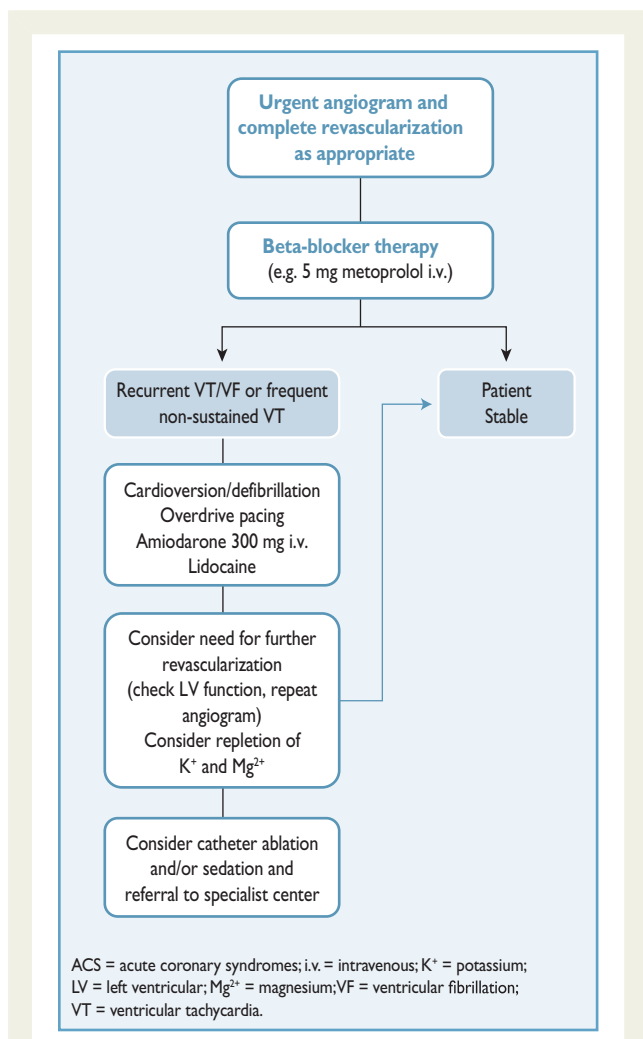 Urgent angiogram and
complete revascularization
as appropriate
Beta-blocker therapy
(e.g. 5 mg metoprolol i.v.)
Recurrent VT/VF or frequent
non-sustained VT
Patient
Stable
Cardioversion/defibrillation
Overdrive pacing
Amiodarone 300 mg i.v.
Lidocaine
Consider need for further
revascularization
(check LV function, repeat
angiogram)
Consider repletion of
K⁺ and Mg²⁺
Consider catheter ablation
and/or sedation and
referral to specialist center
ACS = acute coronary syndromes; i.v. = intravenous; K⁺ = potassium;
LV = left ventricular; Mg²⁺ = magnesium; VF = ventricular fibrillation;
VT = ventricular tachycardia.